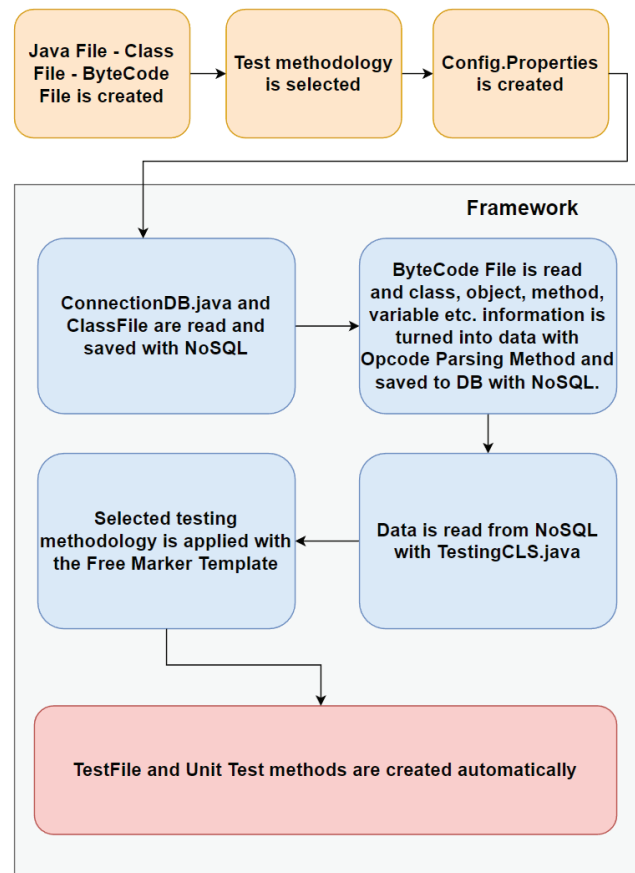 Java File - Class
File - ByteCode
File is created
Test methodology
is selected
Config.Properties
is created
Framework
ConnectionDB.java and
ClassFile are read and
saved with NoSQL
ByteCode File is read
and class, object, method,
variable etc. information is
turned into data with
Opcode Parsing Method and
saved to DB with NoSQL.
Selected testing
methodology is applied with
the Free Marker Template
Data is read from NoSQL
with TestingCLS.java
TestFile and Unit Test methods are created automatically